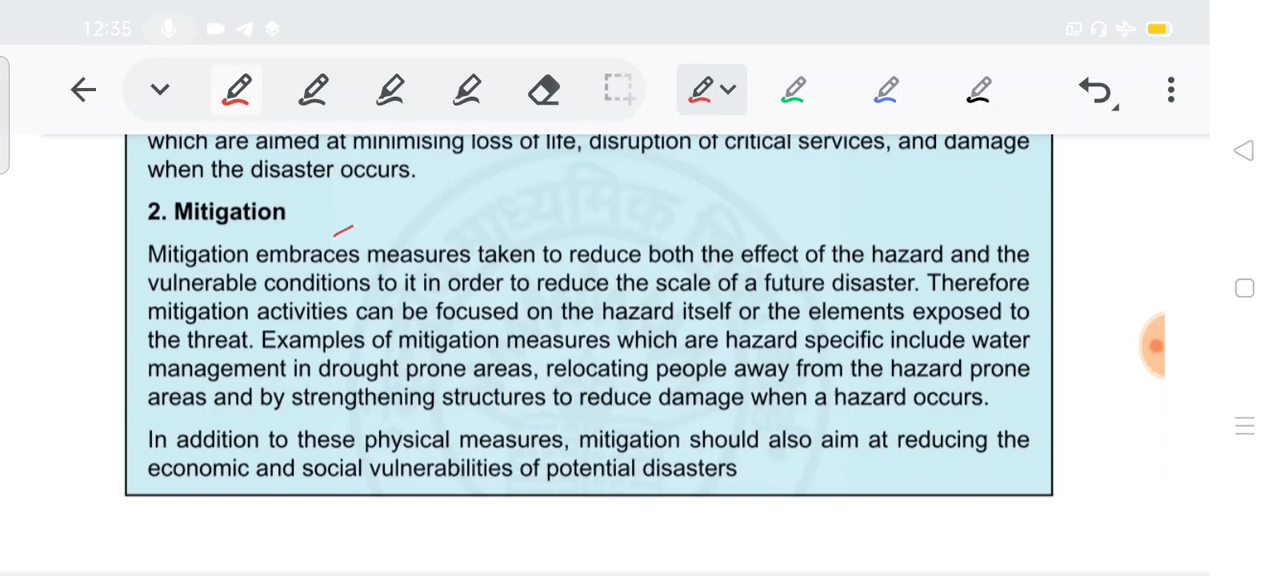 12:35
which are aimed at minimising loss of life, disruption of critical services, and damage
when the disaster occurs.
2. Mitigation
Mitigation embraces measures taken to reduce both the effect of the hazard and the
vulnerable conditions to it in order to reduce the scale of a future disaster. Therefore
mitigation activities can be focused on the hazard itself or the elements exposed to
the threat. Examples of mitigation measures which are hazard specific include water
management in drought prone areas, relocating people away from the hazard prone
areas and by strengthening structures to reduce damage when a hazard occurs.
In addition to these physical measures, mitigation should also aim at reducing the
economic and social vulnerabilities of potential disasters